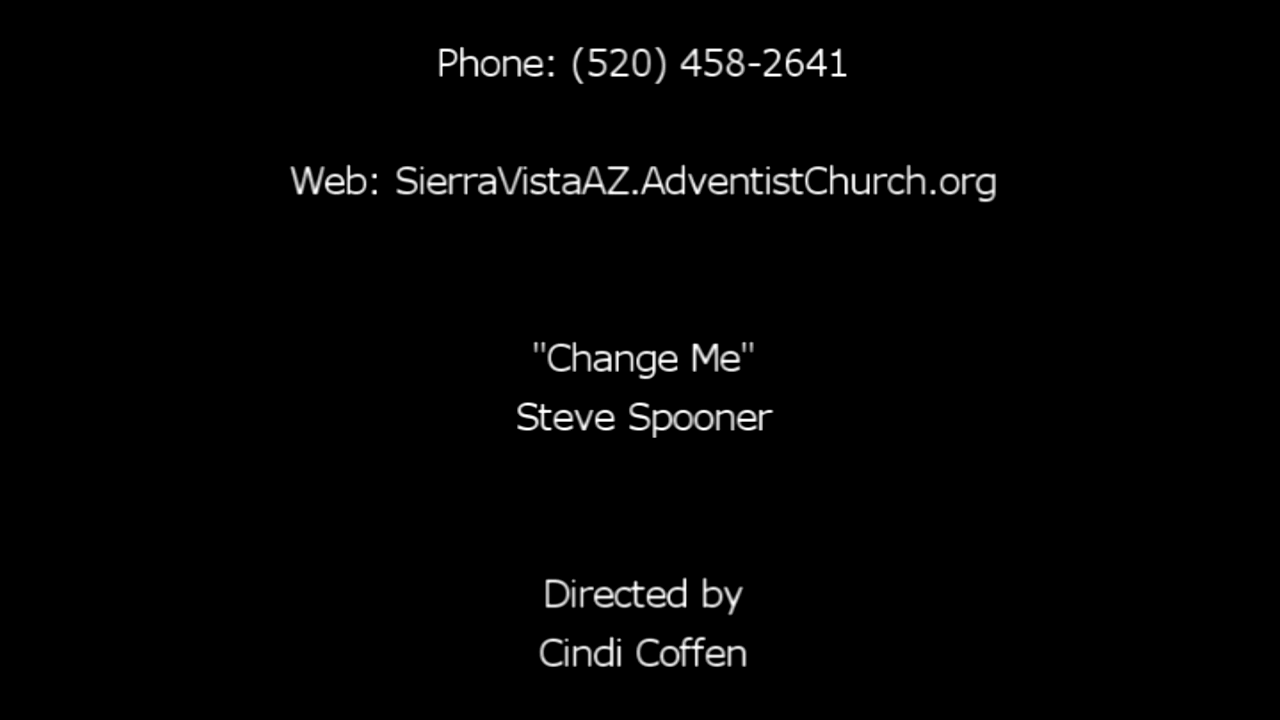 Phone: (520) 458-2641
Web: SierraVistaAZ.AdventistChurch.org
"Change Me"
Steve Spooner
Directed by
Cindi Coffen